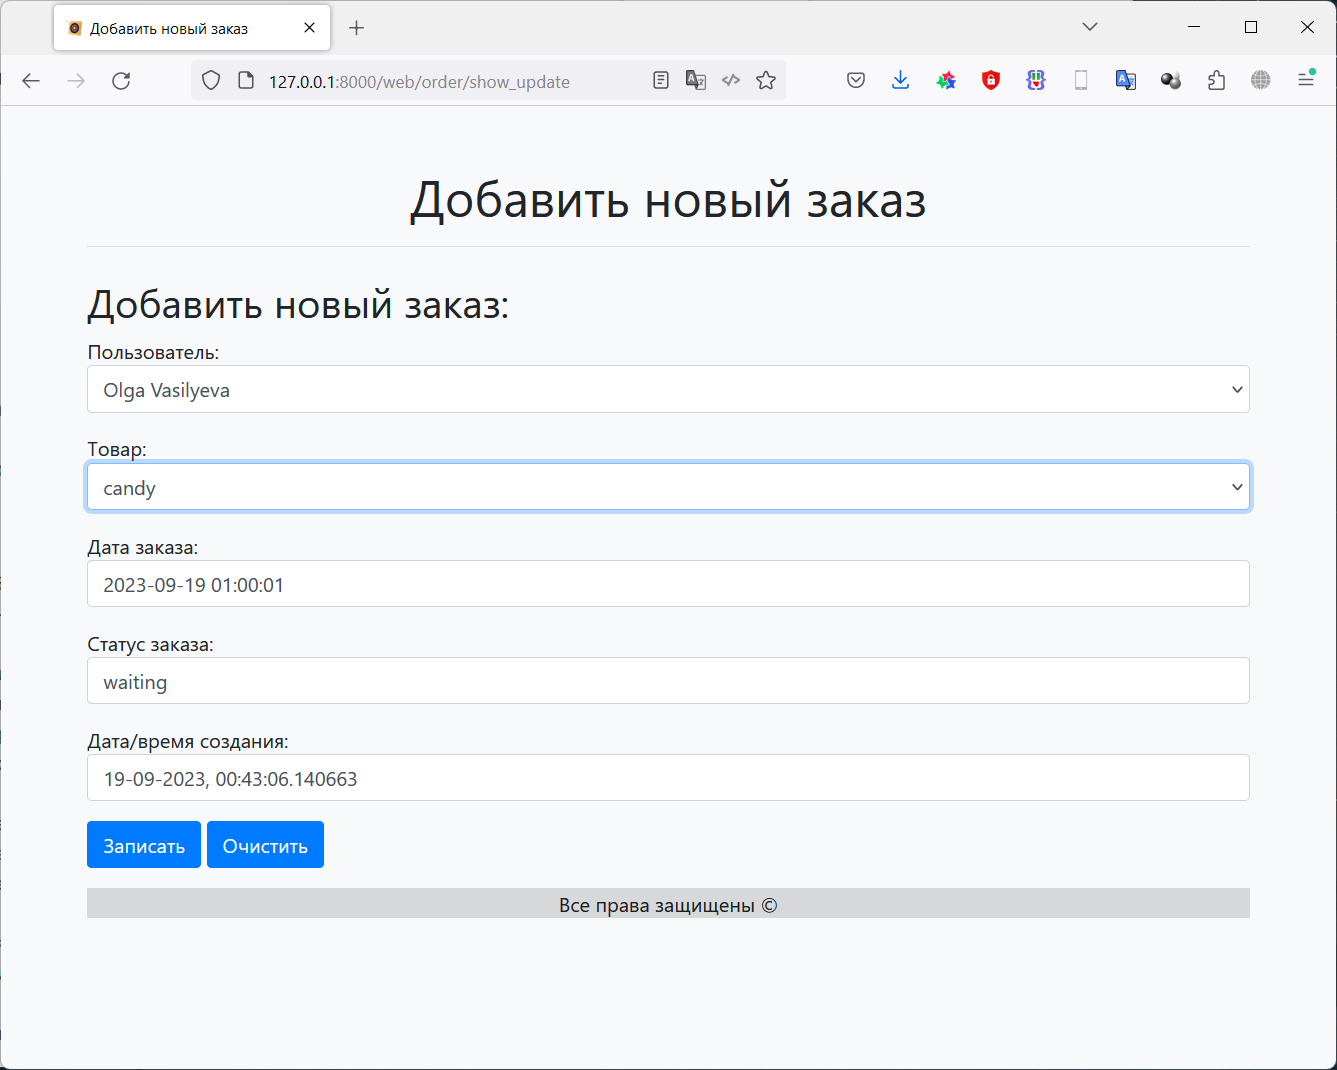 Добавить новый заказ
127.0.0.1:8000/web/order/show_update
Добавить новый заказ
Добавить новый заказ:
Пользователь:
Olga Vasilyeva
Товар:
candy
Дата заказа:
2023-09-19 01:00:01
Статус заказа:
waiting
Дата/время создания:
19-09-2023, 00:43:06.140663
Записать Очистить
Все права защищены ©